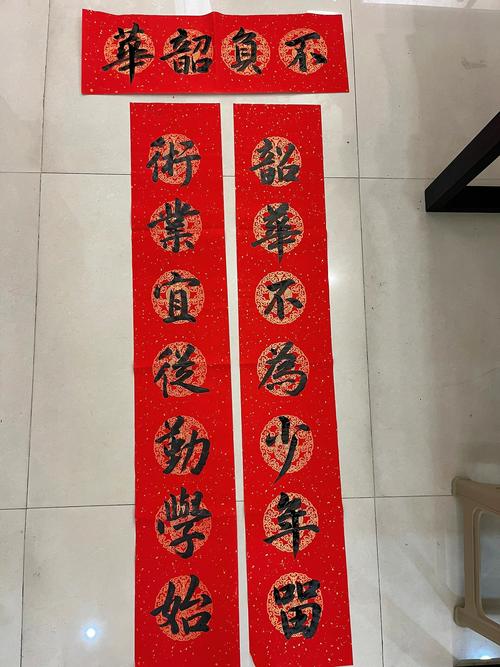 不負韶華
韶華不為少年留
術業宜從勤學始